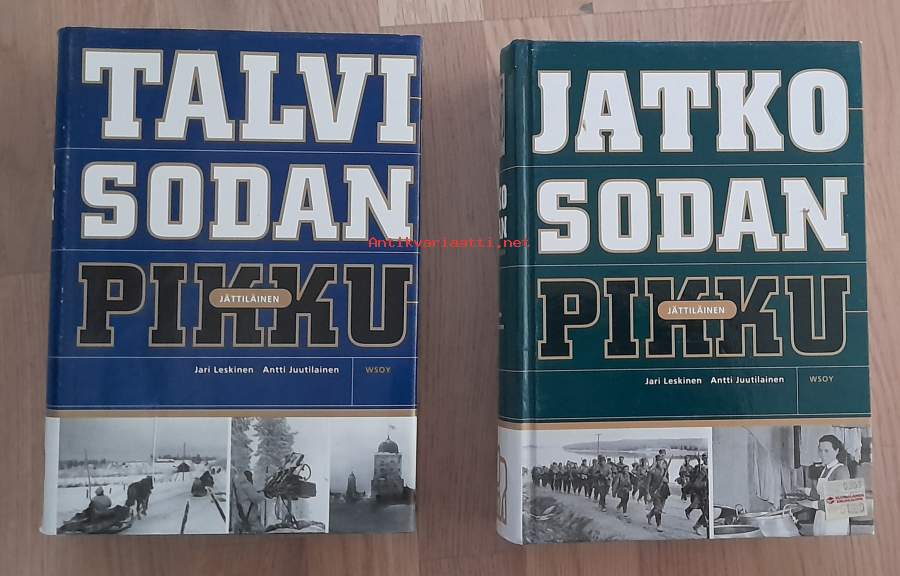 TALVI
SODAN
PIKKU
JÄTTILÄINEN
Jari Leskinen Antti Juutilainen WSOY
JATKO
SODAN
PIKKU
JÄTTILÄINEN
Jari Leskinen Antti Juutilainen WSOY
Antikvariaatti.net